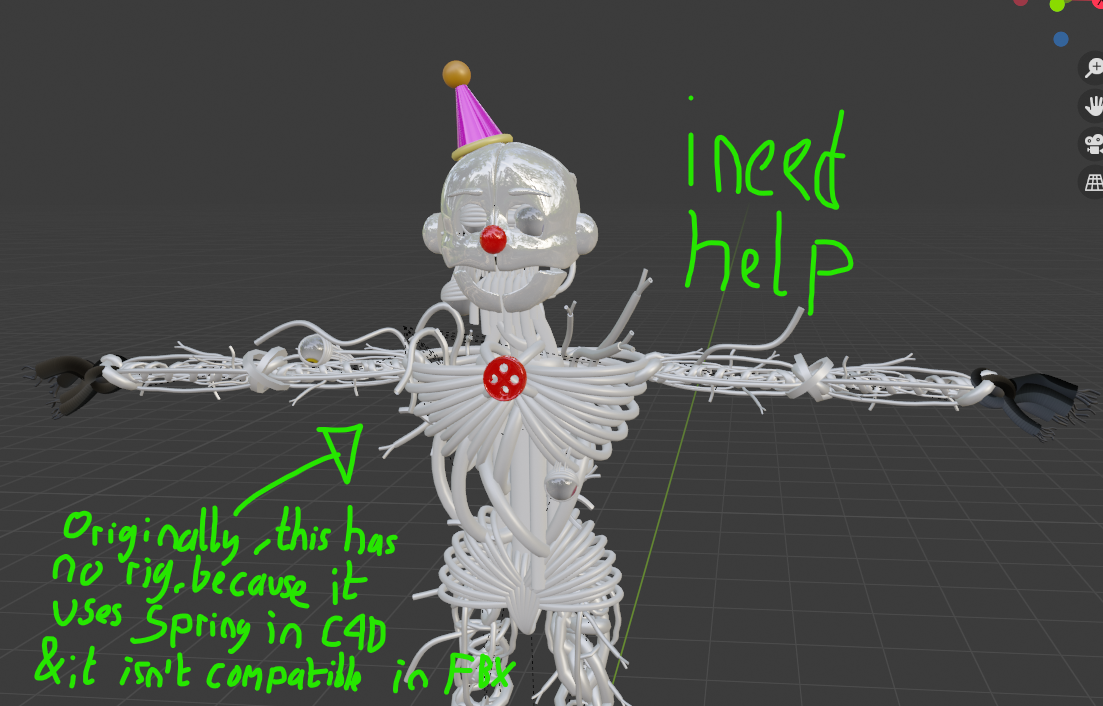 i need
help
Originally, this has
no rig, because it
uses Spring in C4D
& it isn't compatible in FBX